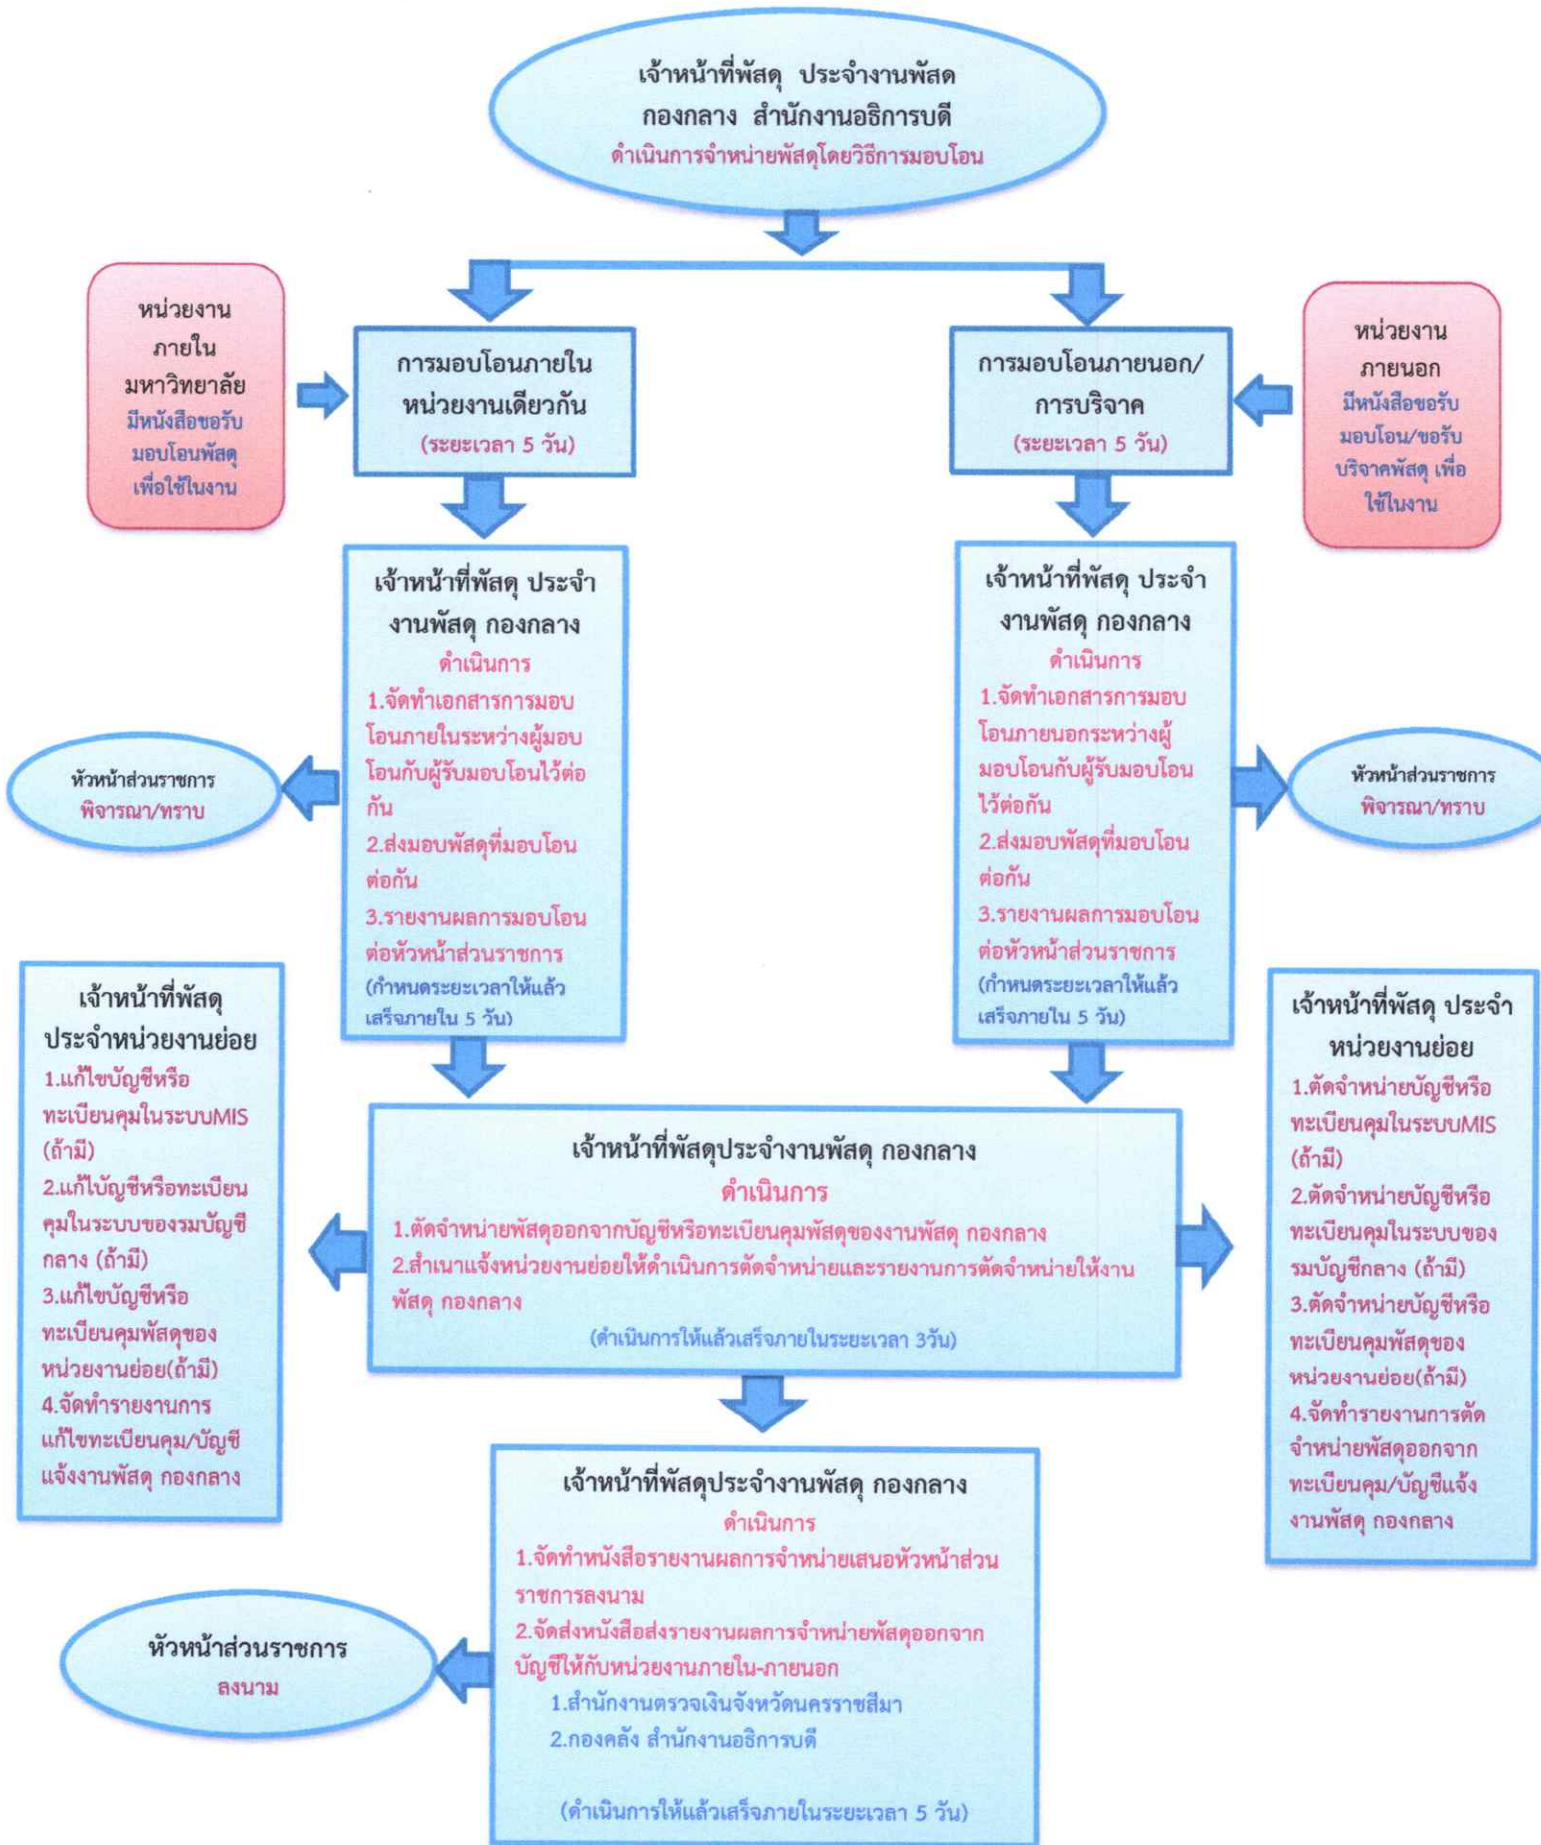 เจ้าหน้าที่พัสดุ ประจำงานพัสด
กองกลาง สำนักงานอธิการบดี
ดำเนินการจำหน่ายพัสดุโดยวิธีการมอบโอน
หน่วยงาน
ภายใน
มหาวิทยาลัย
มีหนังสือขอรับ
มอบโอนพัสดุ
เพื่อใช้ในงาน
การมอบโอนภายใน
หน่วยงานเดียวกัน
(ระยะเวลา 5 วัน)
การมอบโอนภายนอก/
การบริจาค
(ระยะเวลา 5 วัน)
หน่วยงาน
ภายนอก
มีหนังสือขอรับ
มอบโอน/ขอรับ
บริจาคพัสดุ เพื่อ
ใช้ในงาน
เจ้าหน้าที่พัสดุ ประจำ
งานพัสดุ กองกลาง
ดำเนินการ
1.จัดทำเอกสารการมอบ
โอนภายในระหว่างผู้มอบ
โอนกับผู้รับมอบโอนไว้ต่อ
กัน
2.ส่งมอบพัสดุที่มอบโอน
ต่อกัน
3.รายงานผลการมอบโอน
ต่อหัวหน้าส่วนราชการ
(กำหนดระยะเวลาให้แล้ว
เสร็จภายใน 5 วัน)
เจ้าหน้าที่พัสดุ ประจำ
งานพัสดุ กองกลาง
ดำเนินการ
1.จัดทำเอกสารการมอบ
โอนภายนอกระหว่างผู้
มอบโอนกับผู้รับมอบโอน
ไว้ต่อกัน
2.ส่งมอบพัสดุที่มอบโอน
ต่อกัน
3.รายงานผลการมอบโอน
ต่อหัวหน้าส่วนราชการ
(กำหนดระยะเวลาให้แล้ว
เสร็จภายใน 5 วัน)
หัวหน้าส่วนราชการ
พิจารณา/ทราบ
หัวหน้าส่วนราชการ
พิจารณา/ทราบ
เจ้าหน้าที่พัสดุ
ประจำหน่วยงานย่อย
1.แก้ไขบัญชีหรือ
ทะเบียนคุมในระบบMIS
(ถ้ามี)
2.แก้ไบัญชีหรือทะเบียน
คุมในระบบของรมบัญชี
กลาง (ถ้ามี)
3.แก้ไขบัญชีหรือ
ทะเบียนคุมพัสดุของ
หน่วยงานย่อย(ถ้ามี)
4.จัดทำรายงานการ
แก้ไขทะเบียนคุม/บัญชี
แจ้งงานพัสดุ กองกลาง
เจ้าหน้าที่พัสดุประจำงานพัสดุ กองกลาง
ดำเนินการ
1.ตัดจำหน่ายพัสดุออกจากบัญชีหรือทะเบียนคุมพัสดุของงานพัสดุ กองกลาง
2.สำเนาแจ้งหน่วยงานย่อยให้ดำเนินการตัดจำหน่ายและรายงานการตัดจำหน่ายให้งาน
พัสดุ กองกลาง
(ดำเนินการให้แล้วเสร็จภายในระยะเวลา 3วัน)
เจ้าหน้าที่พัสดุ ประจำ
หน่วยงานย่อย
1.ตัดจำหน่ายบัญชีหรือ
ทะเบียนคุมในระบบMIS
(ถ้ามี)
2.ตัดจำหน่ายบัญชีหรือ
ทะเบียนคุมในระบบของ
รมบัญชีกลาง (ถ้ามี)
3.ตัดจำหน่ายบัญชีหรือ
ทะเบียนคุมพัสดุของ
หน่วยงานย่อย(ถ้ามี)
4.จัดทำรายงานการตัด
จำหน่ายพัสดุออกจาก
ทะเบียนคุม/บัญชีแจ้ง
งานพัสดุ กองกลาง
เจ้าหน้าที่พัสดุประจำงานพัสดุ กองกลาง
ดำเนินการ
1.จัดทำหนังสือรายงานผลการจำหน่ายเสนอหัวหน้าส่วน
ราชการลงนาม
2.จัดส่งหนังสือส่งรายงานผลการจำหน่ายพัสดุออกจาก
บัญชีให้กับหน่วยงานภายใน-ภายนอก
1.สำนักงานตรวจเงินจังหวัดนครราชสีมา
2.กองคลัง สำนักงานอธิการบดี
(ดำเนินการให้แล้วเสร็จภายในระยะเวลา 5 วัน)
หัวหน้าส่วนราชการ
ลงนาม